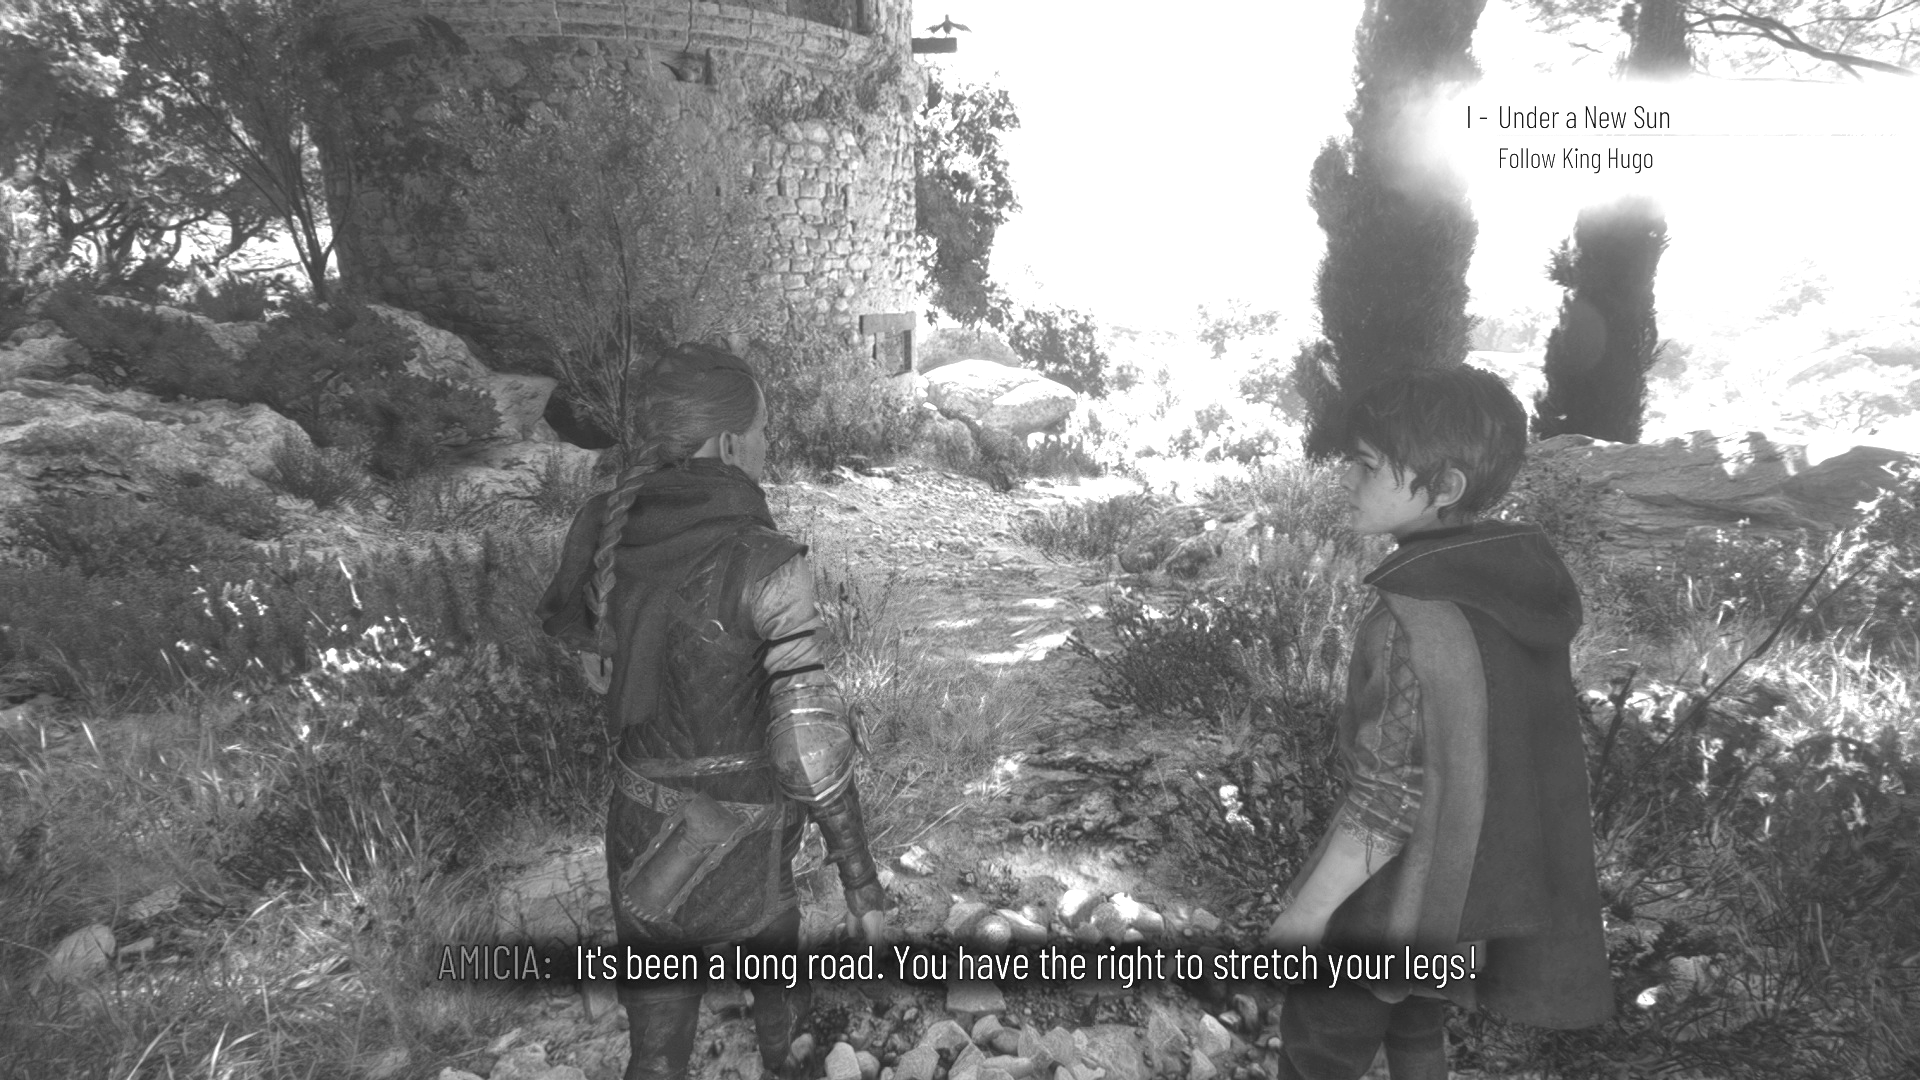 I - Under a New Sun
Follow King Hugo
AMICIA: It's been a long road. You have the right to stretch your legs!